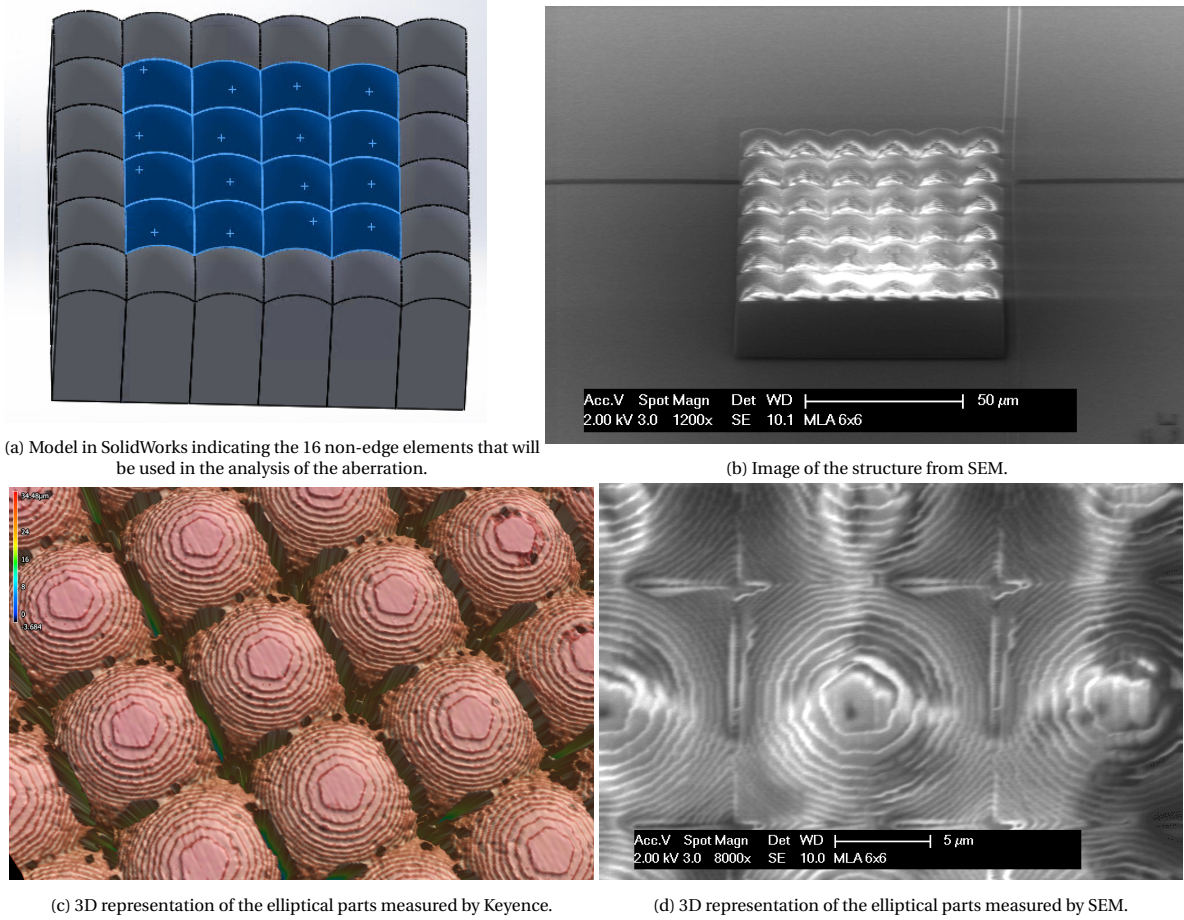 (a) Model in SolidWorks indicating the 16 non-edge elements that will
be used in the analysis of the aberration.
Acc.V Spot Magn Det WD 50 µm
2.00 kV 3.0 1200x SE 10.1 MLA 6x6
(b) Image of the structure from SEM.
34.48µm
24
16
8
0
-3.684
(c) 3D representation of the elliptical parts measured by Keyence.
Acc.V Spot Magn Det WD 5 µm
2.00 kV 3.0 8000x SE 10.0 MLA 6x6
(d) 3D representation of the elliptical parts measured by SEM.